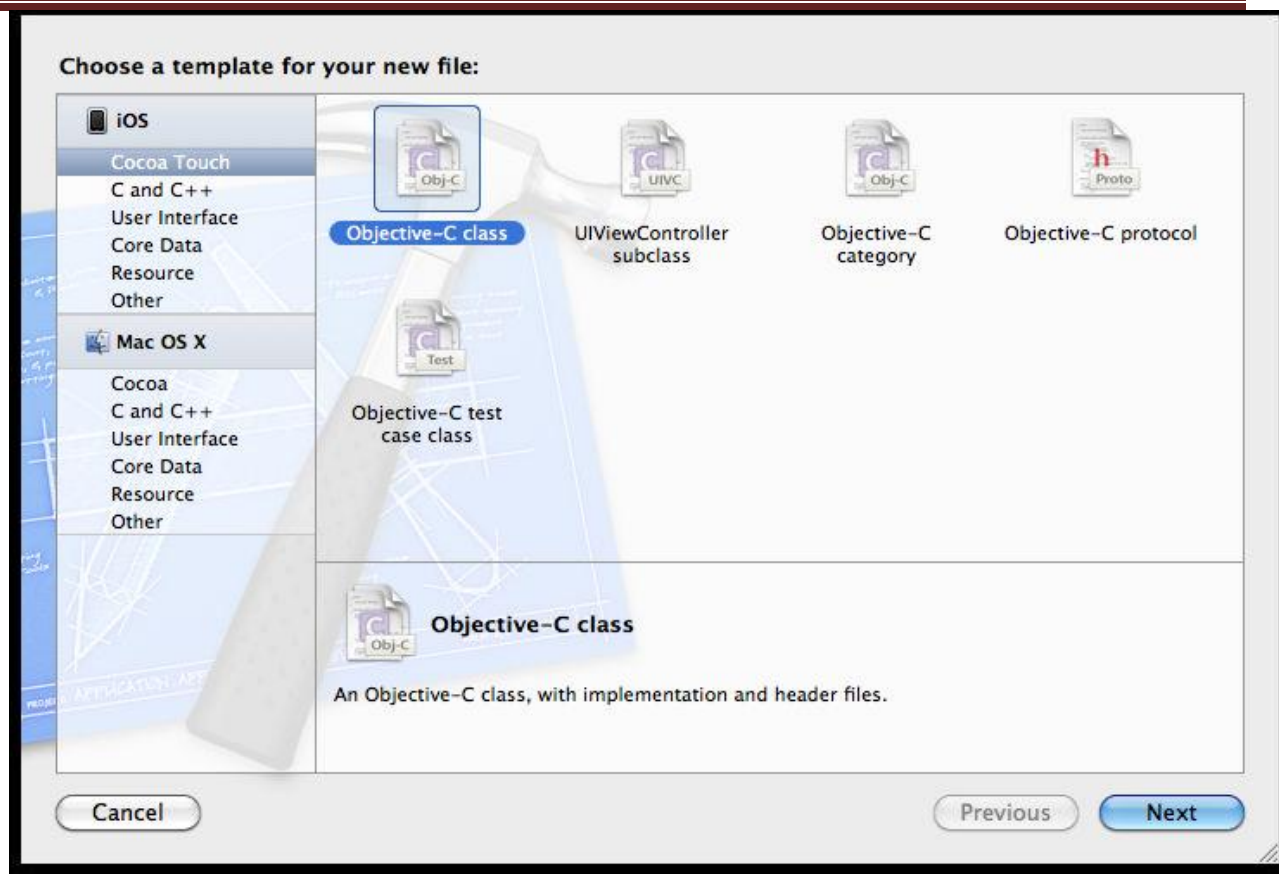 Choose a template for your new file:
iOS
Cocoa Touch
C and C++
User Interface
Core Data
Resource
Other
Mac OS X
Cocoa
C and C++
User Interface
Core Data
Resource
Other
Obj-C
UIVC
Obj-C
h
Proto
Objective-C class
UIViewController
subclass
Objective-C
category
Objective-C protocol
C
Test
Objective-C test
case class
C
Obj-C
Objective-C class
An Objective-C class, with implementation and header files.
Cancel
Previous
Next